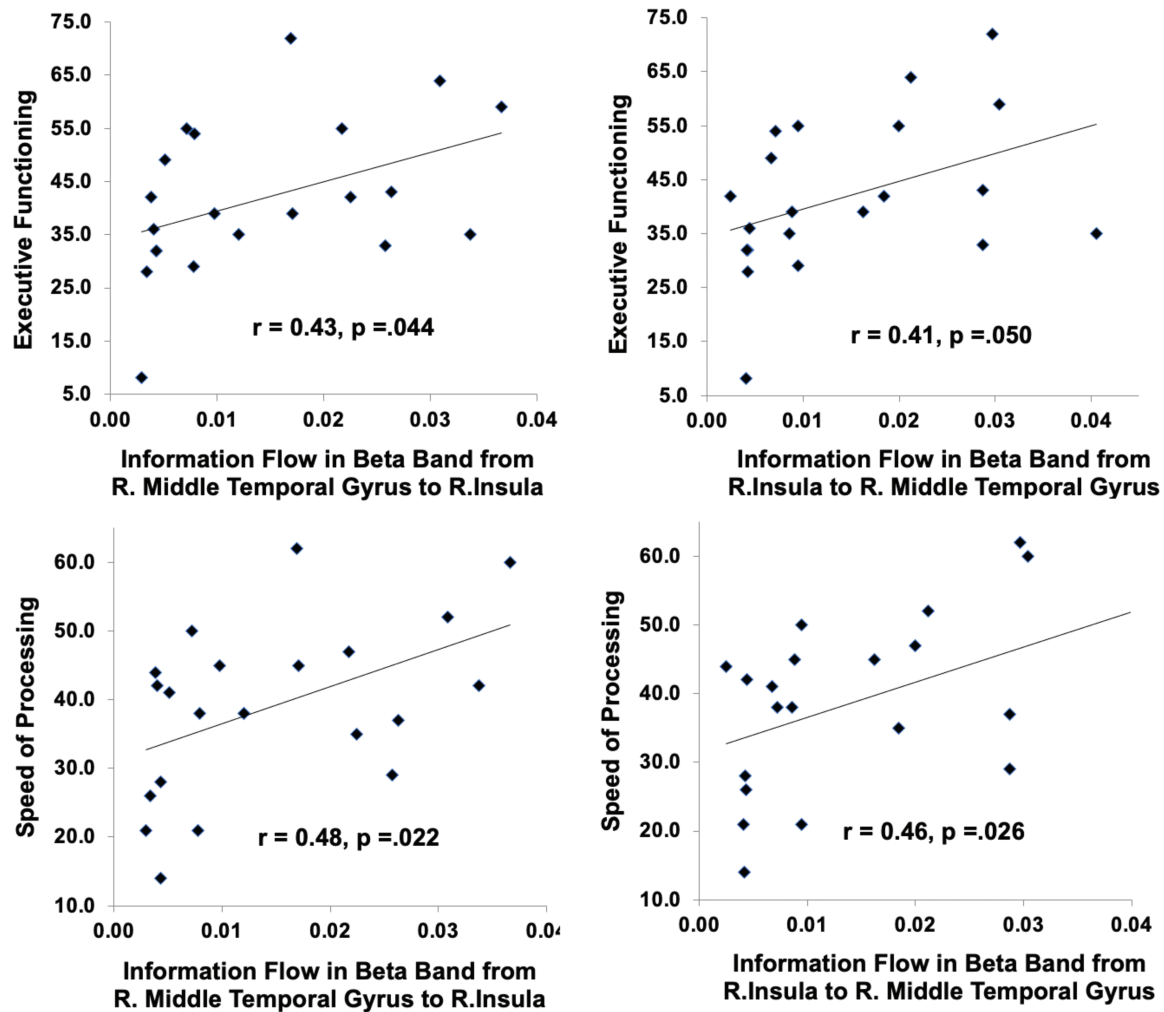 75.0
65.0
55.0
45.0
35.0
25.0
15.0
5.0
Executive Functioning
r = 0.43, p =.044
0.00 0.01 0.02 0.03 0.04
Information Flow in Beta Band from
R. Middle Temporal Gyrus to R.Insula
75.0
65.0
55.0
45.0
35.0
25.0
15.0
5.0
Executive Functioning
r = 0.41, p =.050
0.00 0.01 0.02 0.03 0.04
Information Flow in Beta Band from
R.Insula to R. Middle Temporal Gyrus
60.0
50.0
40.0
30.0
20.0
10.0
Speed of Processing
r = 0.48, p =.022
0.00 0.01 0.02 0.03
Information Flow in Beta Band from
R. Middle Temporal Gyrus to R.Insula
60.0
50.0
40.0
30.0
20.0
10.0
Speed of Processing
r = 0.46, p =.026
0.00 0.01 0.02 0.03 0.04
Information Flow in Beta Band from
R.Insula to R. Middle Temporal Gyrus